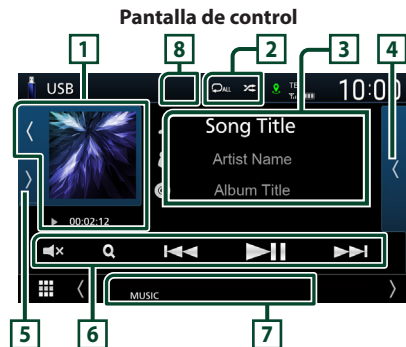 Pantalla de control
1
8
2
3
4
USB
ALL
10:00
Song Title
Artist Name
Album Title
00:02:12
MUSIC
5
6
7